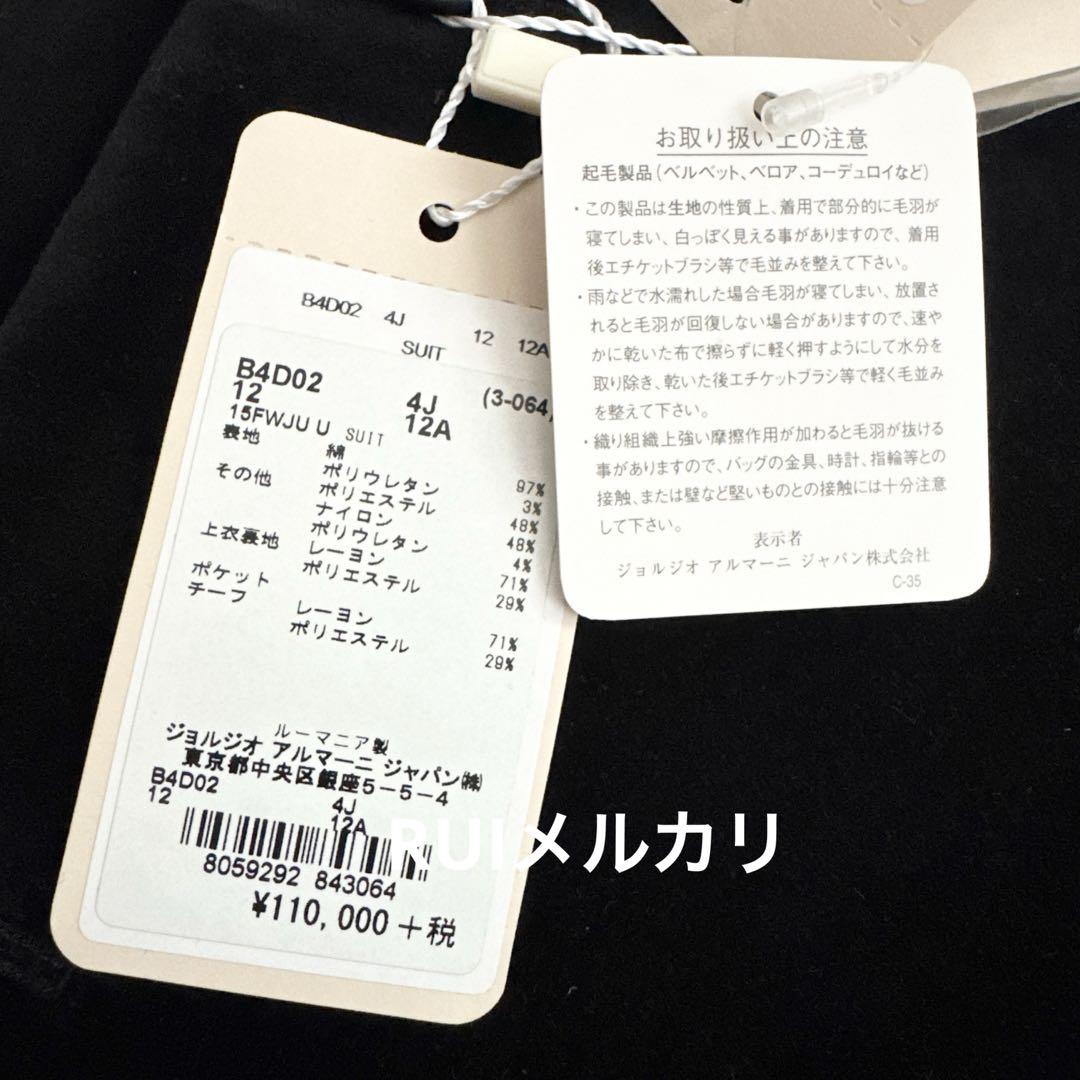 B4D02 4J 12 12A
SUIT
B4D02 4J (3-064)
12 12A
15FWJU U SUIT
表地 綿 97%
ポリウレタン 3%
その他 ポリエステル 48%
ナイロン 48%
ポリウレタン 4%
上衣裏地 レーヨン 71%
ポリエステル 29%
ポケット
チーフ レーヨン 71%
ポリエステル 29%
ルーマニア製
ジョルジオ アルマーニ ジャパン㈱
東京都中央区銀座5-5-4
B4D02 4J
12 12A
8059292 843064
¥110,000 +税
お取り扱い上の注意
起毛製品(ベルベット、ベロア、コーデュロイなど)
・この製品は生地の性質上、着用で部分的に毛羽が
寝てしまい、白っぽく見える事がありますので、着用
後エチケットブラシ等で毛並みを整えて下さい。
・雨などで水濡れした場合毛羽が寝てしまい、放置さ
れると毛羽が回復しない場合がありますので、速や
かに乾いた布で擦らずに軽く押すようにして水分を
取り除き、乾いた後エチケットブラシ等で軽く毛並み
を整えて下さい。
・織り組織上強い摩擦作用が加わると毛羽が抜ける
事がありますので、バッグの金具、時計、指輪等との
接触、または壁など堅いものとの接触には十分注意
して下さい。
表示者
ジョルジオ アルマーニ ジャパン株式会社
C-35
RUIメルカリ